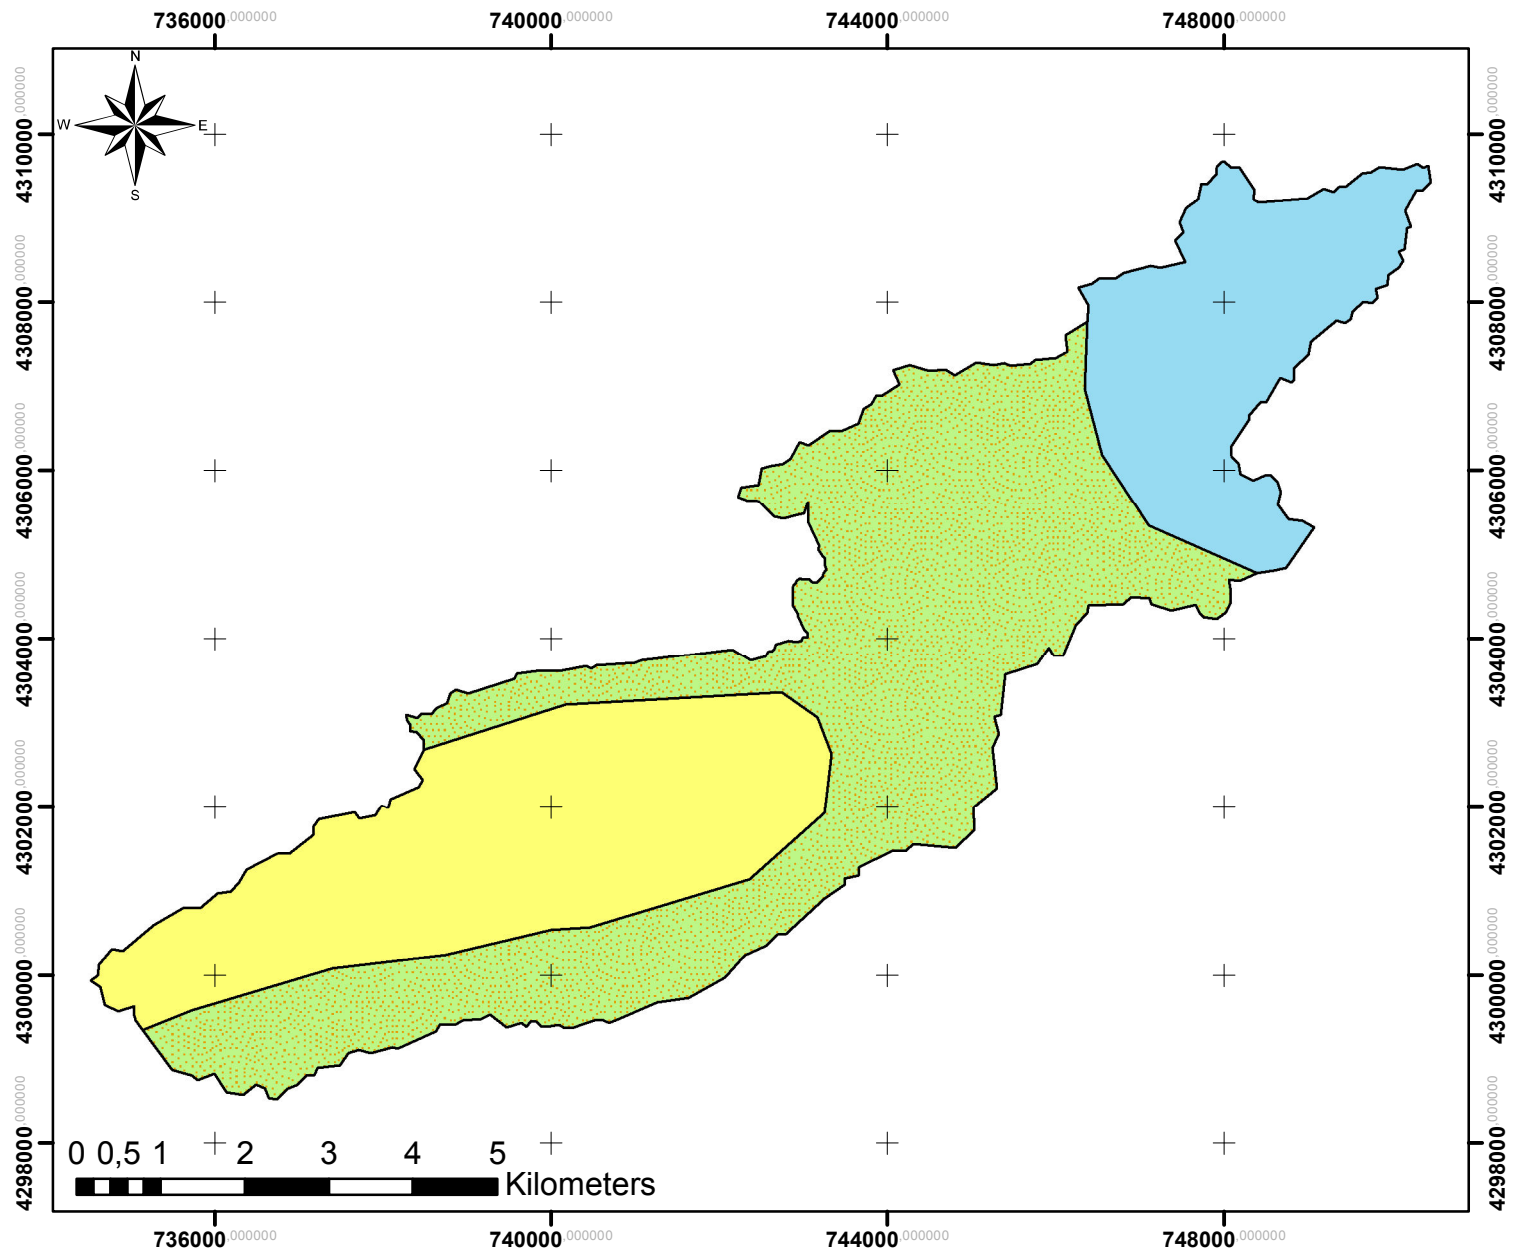 736000,000000 740000,000000 744000,000000 748000,000000
N
W E
S
4310000,000000 4310000,000000
4308000,000000 4308000,000000
4306000,000000 4306000,000000
4304000,000000 4304000,000000
4302000,000000 4302000,000000
4300000,000000 4300000,000000
4298000,000000 4298000,000000
0 0,5 1 2 3 4 5
Kilometers
736000,000000 740000,000000 744000,000000 748000,000000